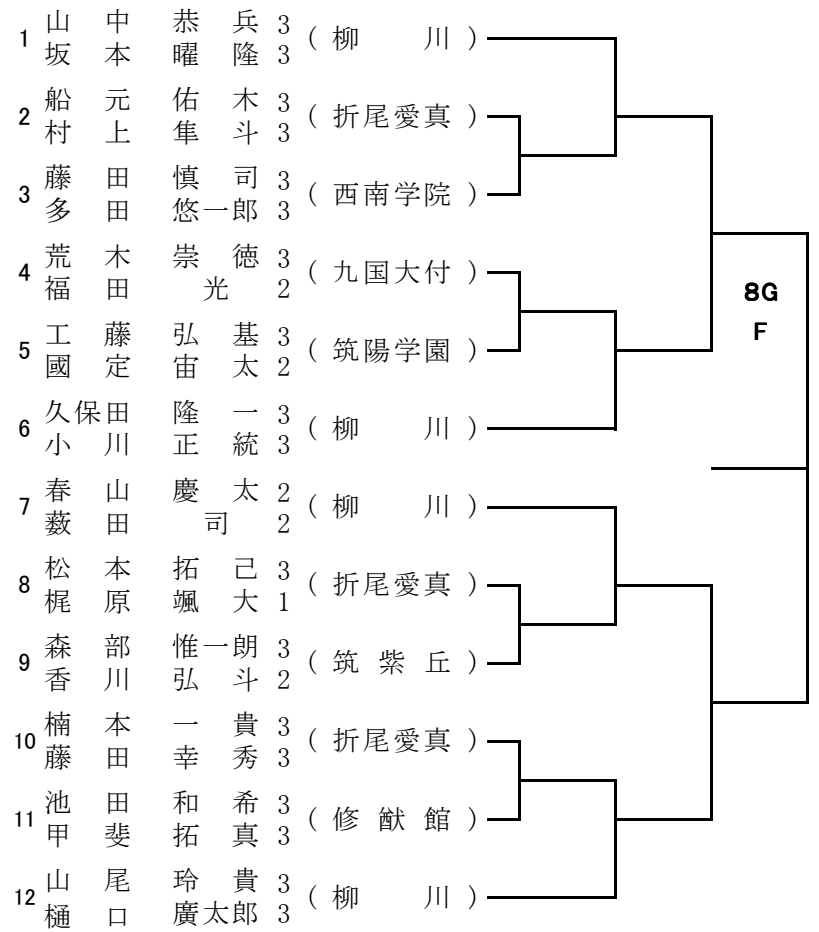 山中 恭兵 3
1 (柳川)
坂本 曜隆 3
船元 佑木 3
2 (折尾愛真)
村上 隼斗 3
藤田 慎司 3
3 (西南学院)
多田 悠一郎 3
荒木 崇徳 3
4 (九国大付)
福田 光 2
8G
F
工藤 弘基 3
5 (筑陽学園)
國定 宙太 2
久保田 隆一 3
6 (柳川)
小川 正統 3
春山 慶太 2
7 (柳川)
薮田 司 2
松本 拓己 3
8 (折尾愛真)
梶原 颯大 1
森部 惟一朗 3
9 (筑紫丘)
香川 弘斗 2
楠本 一貴 3
10 (折尾愛真)
藤田 幸秀 3
池田 和希 3
11 (修猷館)
甲斐 拓真 3
山尾 玲貴 3
12 (柳川)
樋口 廣太郎 3